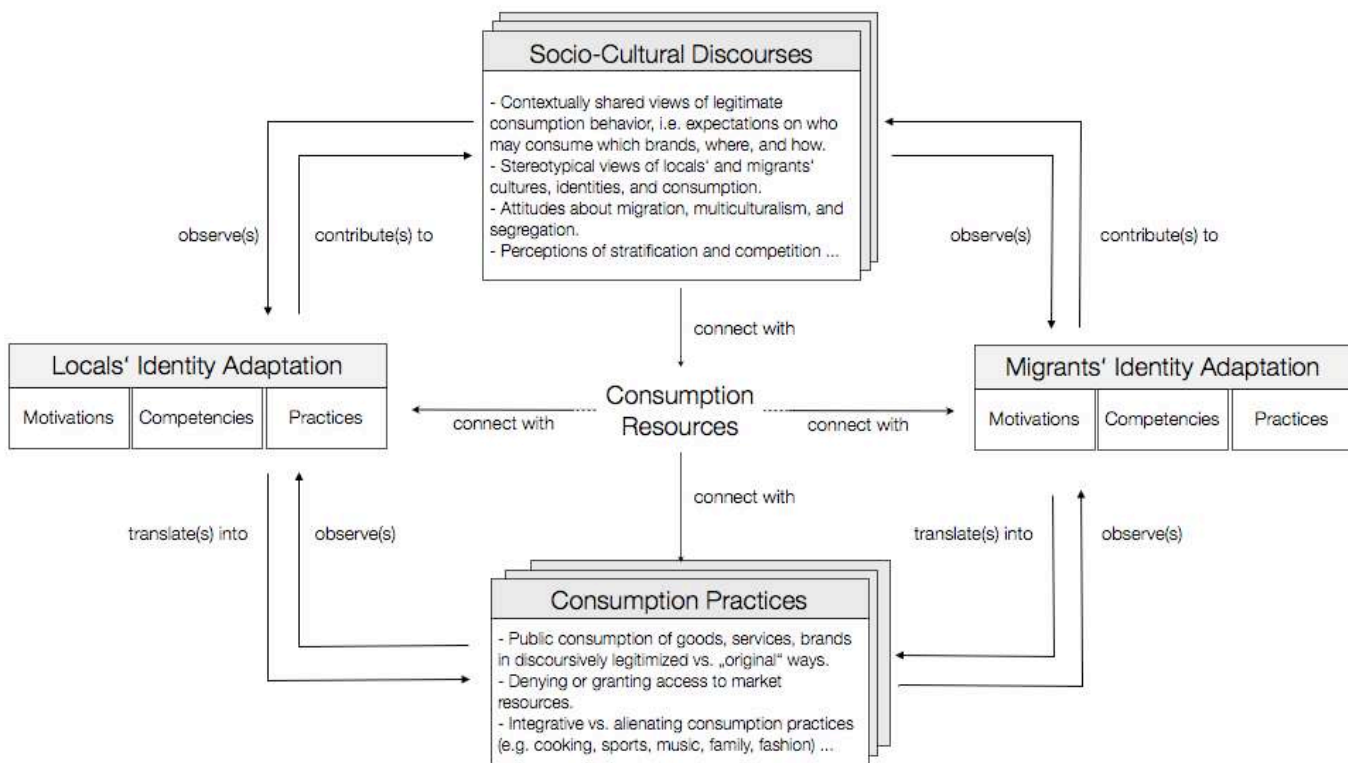 Socio-Cultural Discourses
- Contextually shared views of legitimate
consumption behavior, i.e. expectations on who
may consume which brands, where, and how.
- Stereotypical views of locals‘ and migrants‘
cultures, identities, and consumption.
- Attitudes about migration, multiculturalism, and
segregation.
- Perceptions of stratification and competition ...
observe(s)
contribute(s) to
observe(s)
contribute(s) to
connect with
Locals‘ Identity Adaptation
Motivations
Competencies
Practices
connect with
Consumption
Resources
connect with
Migrants‘ Identity Adaptation
Motivations
Competencies
Practices
connect with
translate(s) into
observe(s)
translate(s) into
observe(s)
Consumption Practices
- Public consumption of goods, services, brands
in discoursively legitimized vs. „original“ ways.
- Denying or granting access to market
resources.
- Integrative vs. alienating consumption practices
(e.g. cooking, sports, music, family, fashion) ...